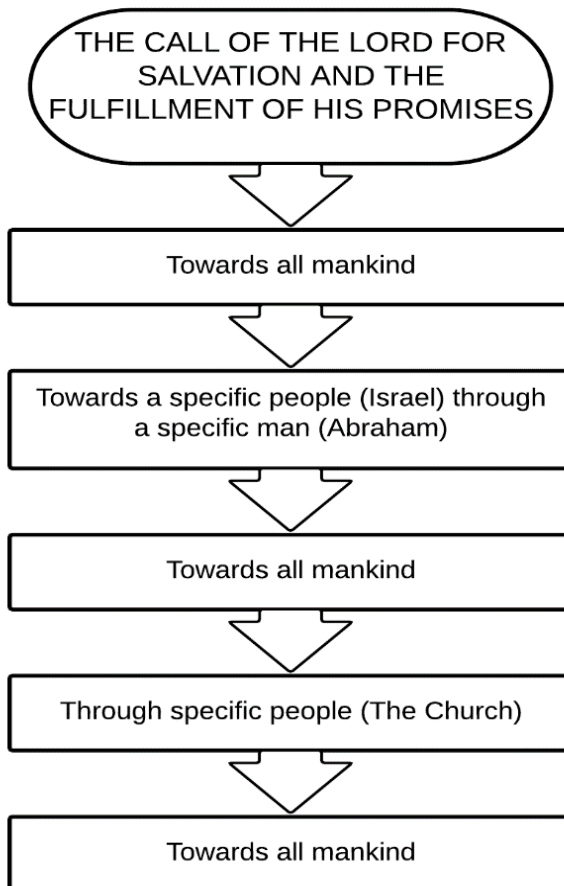 THE CALL OF THE LORD FOR
SALVATION AND THE
FULFILLMENT OF HIS PROMISES
Towards all mankind
Towards a specific people (Israel) through
a specific man (Abraham)
Towards all mankind
Through specific people (The Church)
Towards all mankind